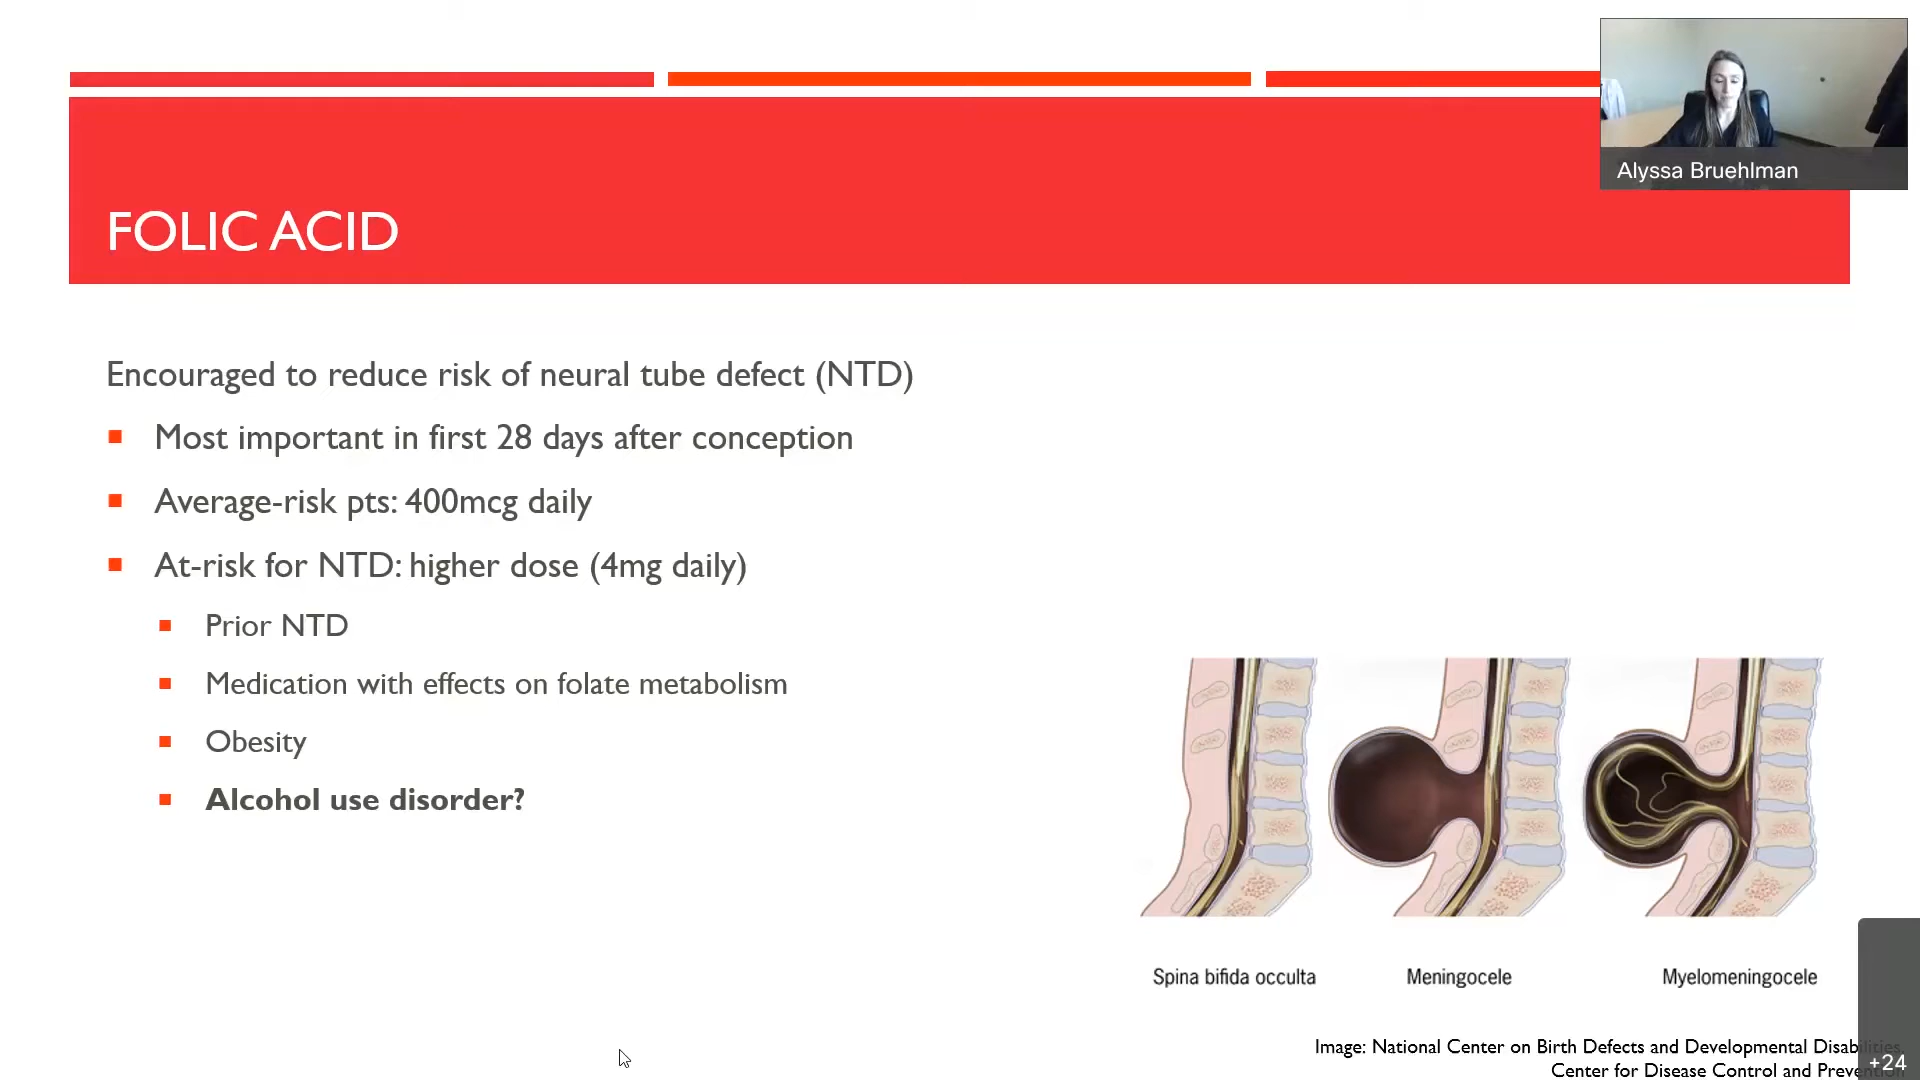 Alyssa Bruehlman
FOLIC ACID
Encouraged to reduce risk of neural tube defect (NTD)
Most important in first 28 days after conception
Average-risk pts: 400mcg daily
At-risk for NTD: higher dose (4mg daily)
Prior NTD
Medication with effects on folate metabolism
Obesity
Alcohol use disorder?
Spina bifida occulta
Meningocele
Myelomeningocele
Image: National Center on Birth Defects and Developmental Disabilities
Center for Disease Control and Prevention
+24